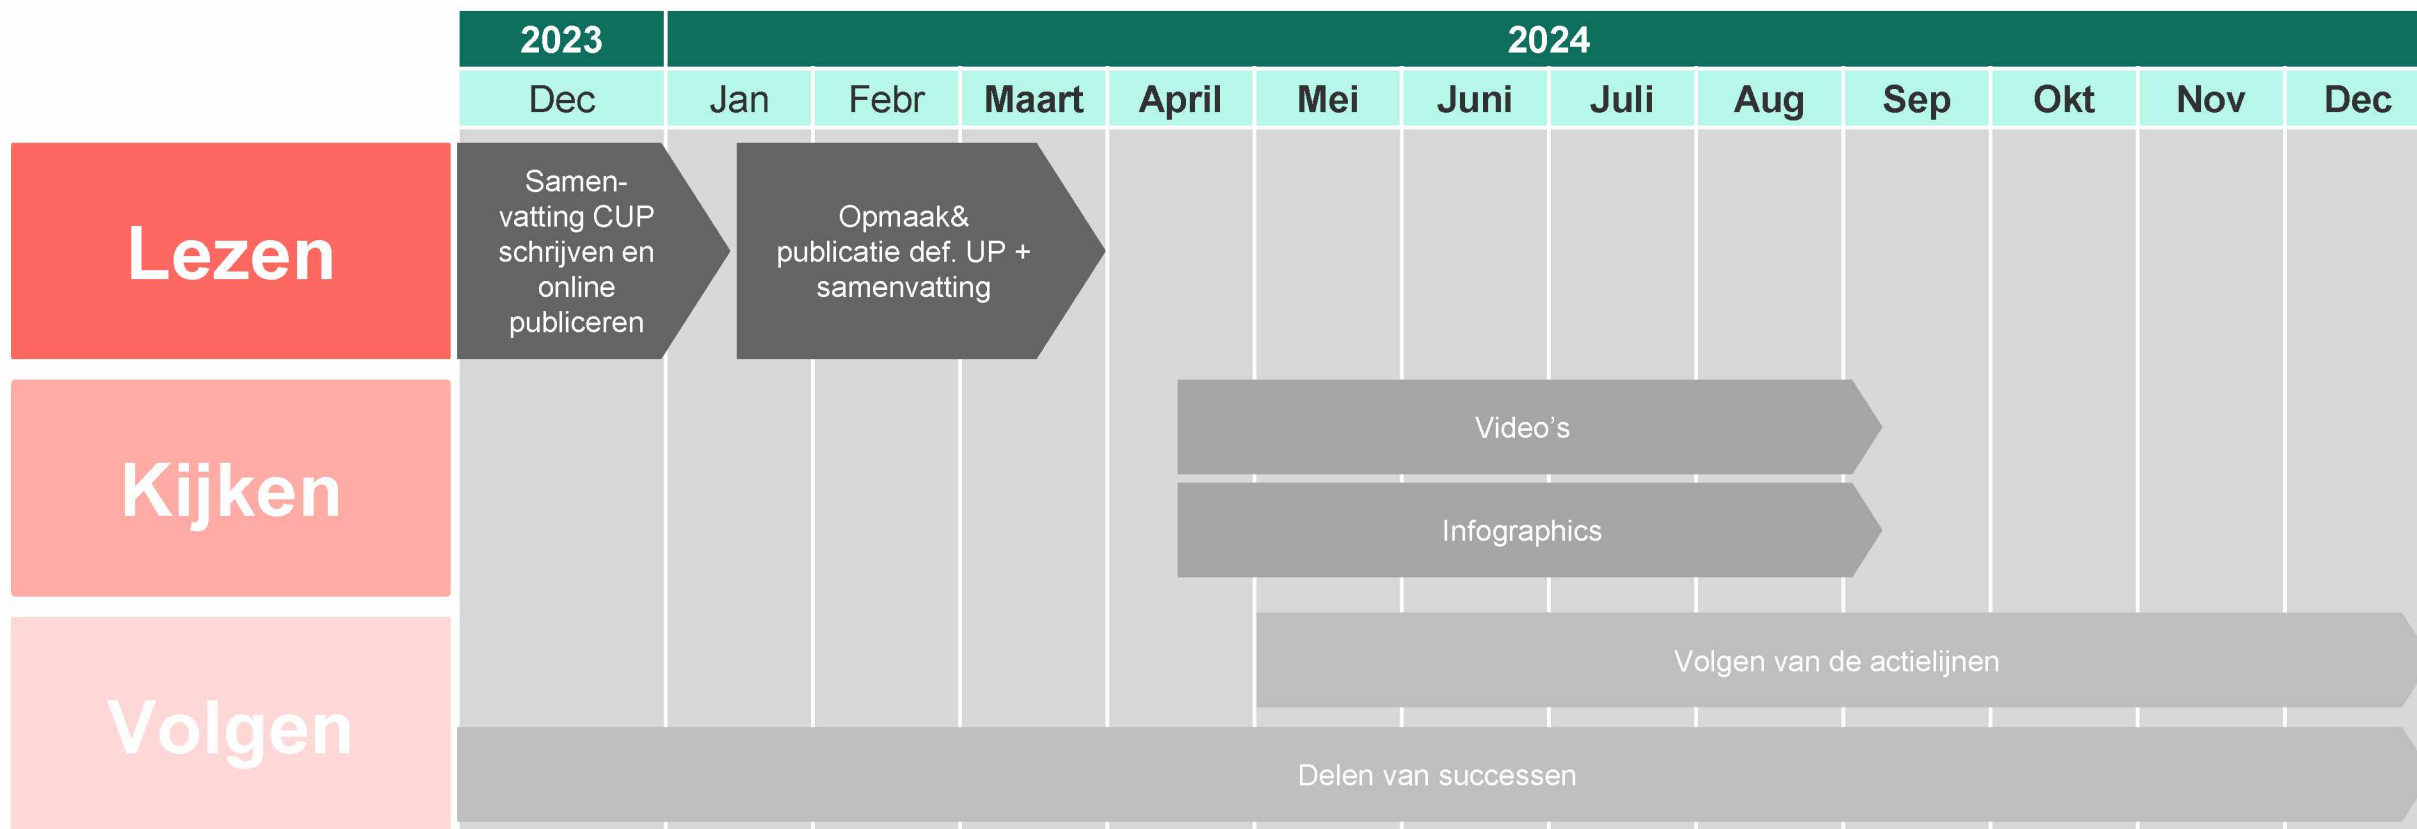 2023 2024
Dec Jan Febr Maart April Mei Juni Juli Aug Sep Okt Nov Dec
Lezen
Samen-
vatting CUP
schrijven en
online
publiceren
Opmaak&
publicatie def. UP +
samenvatting
Kijken
Video's
Infographics
Volgen
Volgen van de actielijnen
Delen van successen